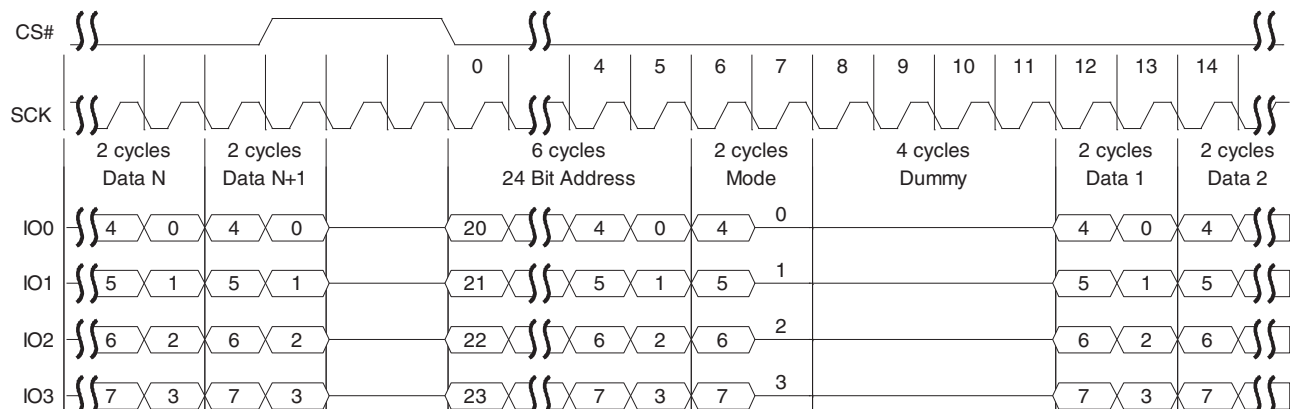 CS#
0 4 5 6 7 8 9 10 11 12 13 14
SCK
2 cycles 2 cycles 6 cycles 2 cycles 4 cycles 2 cycles 2 cycles
Data N Data N+1 24 Bit Address Mode Dummy Data 1 Data 2
IO0 4 0 4 0 20 4 0 4 0 4 0 4
IO1 5 1 5 1 21 5 1 5 1 5 1 5
IO2 6 2 6 2 22 6 2 6 2 6 2 6
IO3 7 3 7 3 23 7 3 7 3 7 3 7